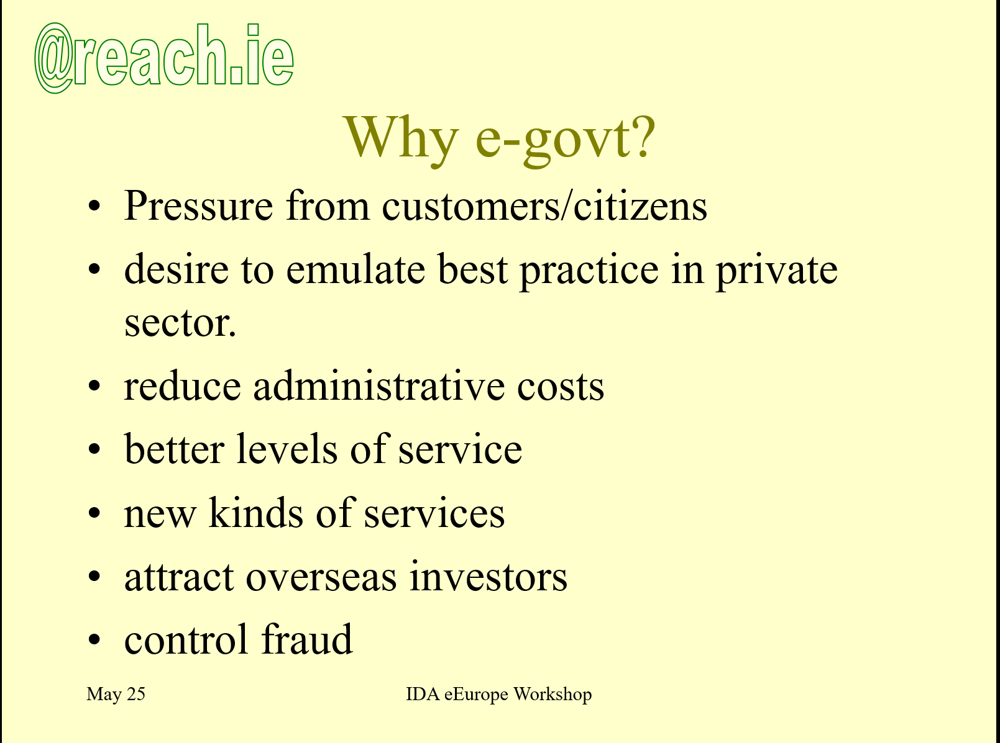 @reach.ie
Why e-govt?
• Pressure from customers/citizens
• desire to emulate best practice in private
sector.
• reduce administrative costs
• better levels of service
• new kinds of services
• attract overseas investors
• control fraud
May 25
IDA eEurope Workshop